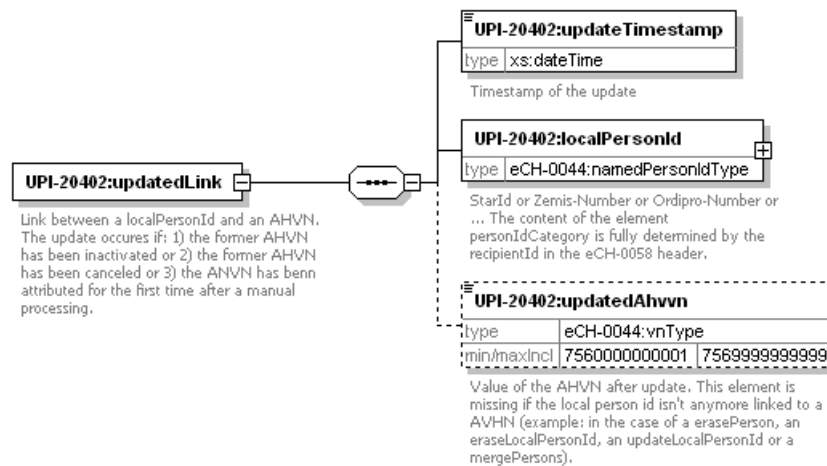 UPI-20402:updateTimestamp
type xs:dateTime
Timestamp of the update
UPI-20402:localPersonId
type eCH-0044:namedPersonIdType
StarId or Zemis-Number or Ordipro-Number or
... The content of the element
personIdCategory is fully determined by the
recipientId in the eCH-0058 header.
UPI-20402:updatedLink
Link between a localPersonId and an AHVN.
The update occures if: 1) the former AHVN
has been inactivated or 2) the former AHVN
has been canceled or 3) the ANVN has benn
attributed for the first time after a manual
processing.
UPI-20402:updatedAhvvn
type eCH-0044:vnType
min/maxIncl 7560000000001 7569999999999
Value of the AHVN after update. This element is
missing if the local person id isn't anymore linked to a
AVHN (example: in the case of a erasePerson, an
eraseLocalPersonId, an updateLocalPersonId or a
mergePersons).